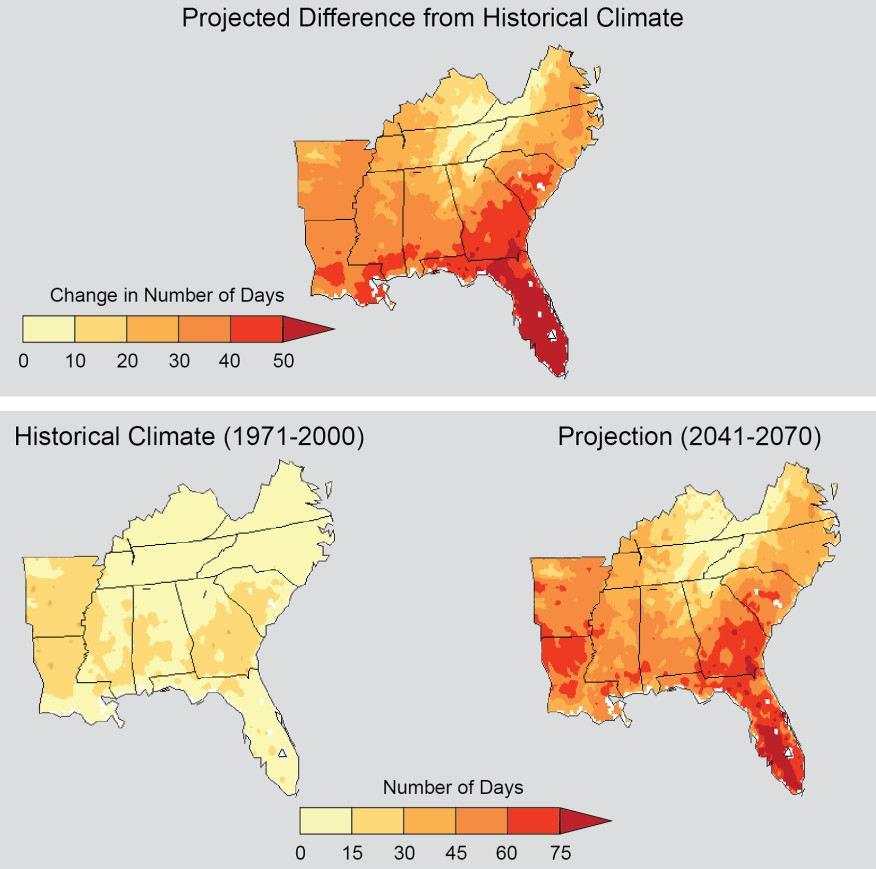 Projected Difference from Historical Climate
Change in Number of Days
0 10 20 30 40 50
Historical Climate (1971-2000)
Projection (2041-2070)
Number of Days
0 15 30 45 60 75